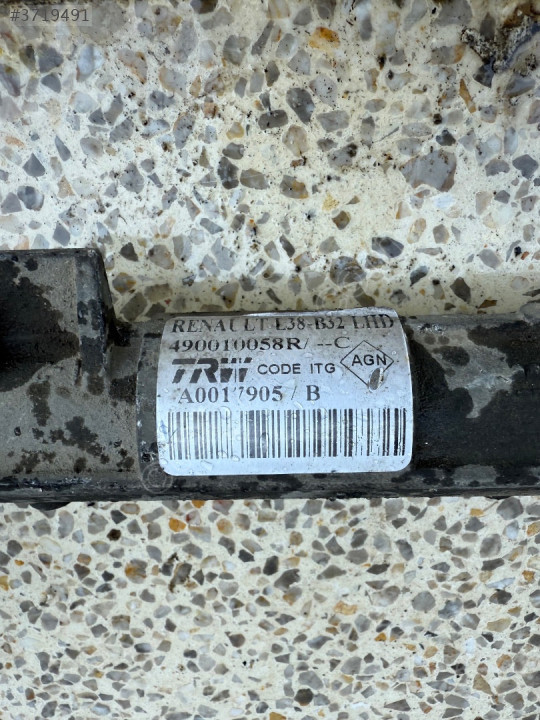 #3719491
RENAULT L38-B32 LHD
490010058R/ --C
TRW CODE ITG AGN
A0017905 / B